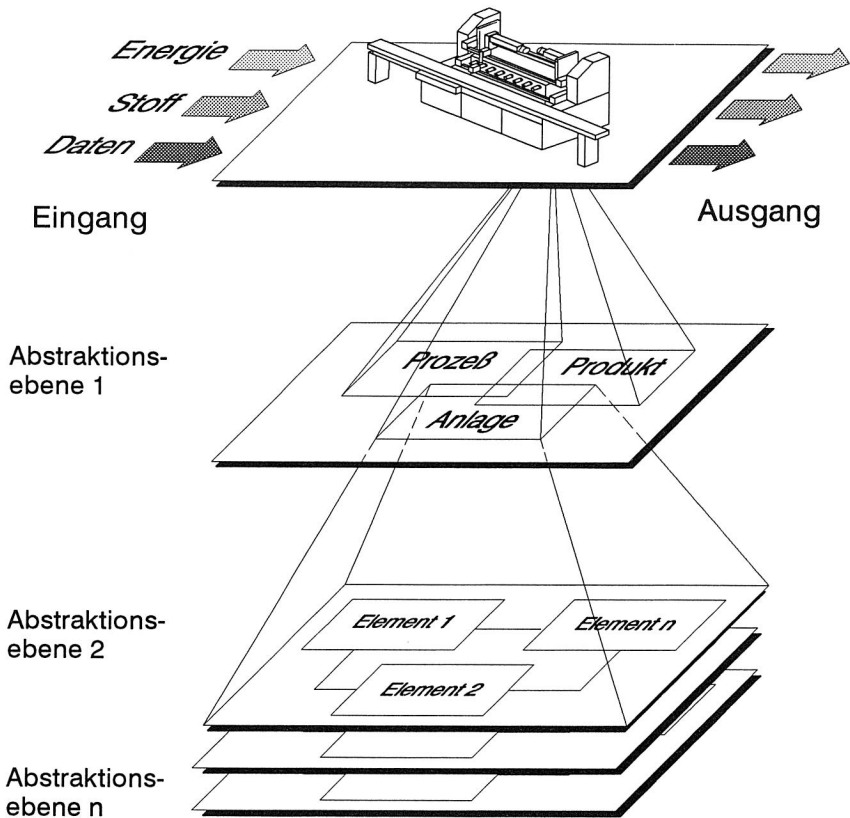 Energie
Stoff
Daten
Eingang
Ausgang
Abstraktions-
ebene 1
Prozeß
Produkt
Anlage
Abstraktions-
ebene 2
Element 1
Element n
Element 2
Abstraktions-
ebene n